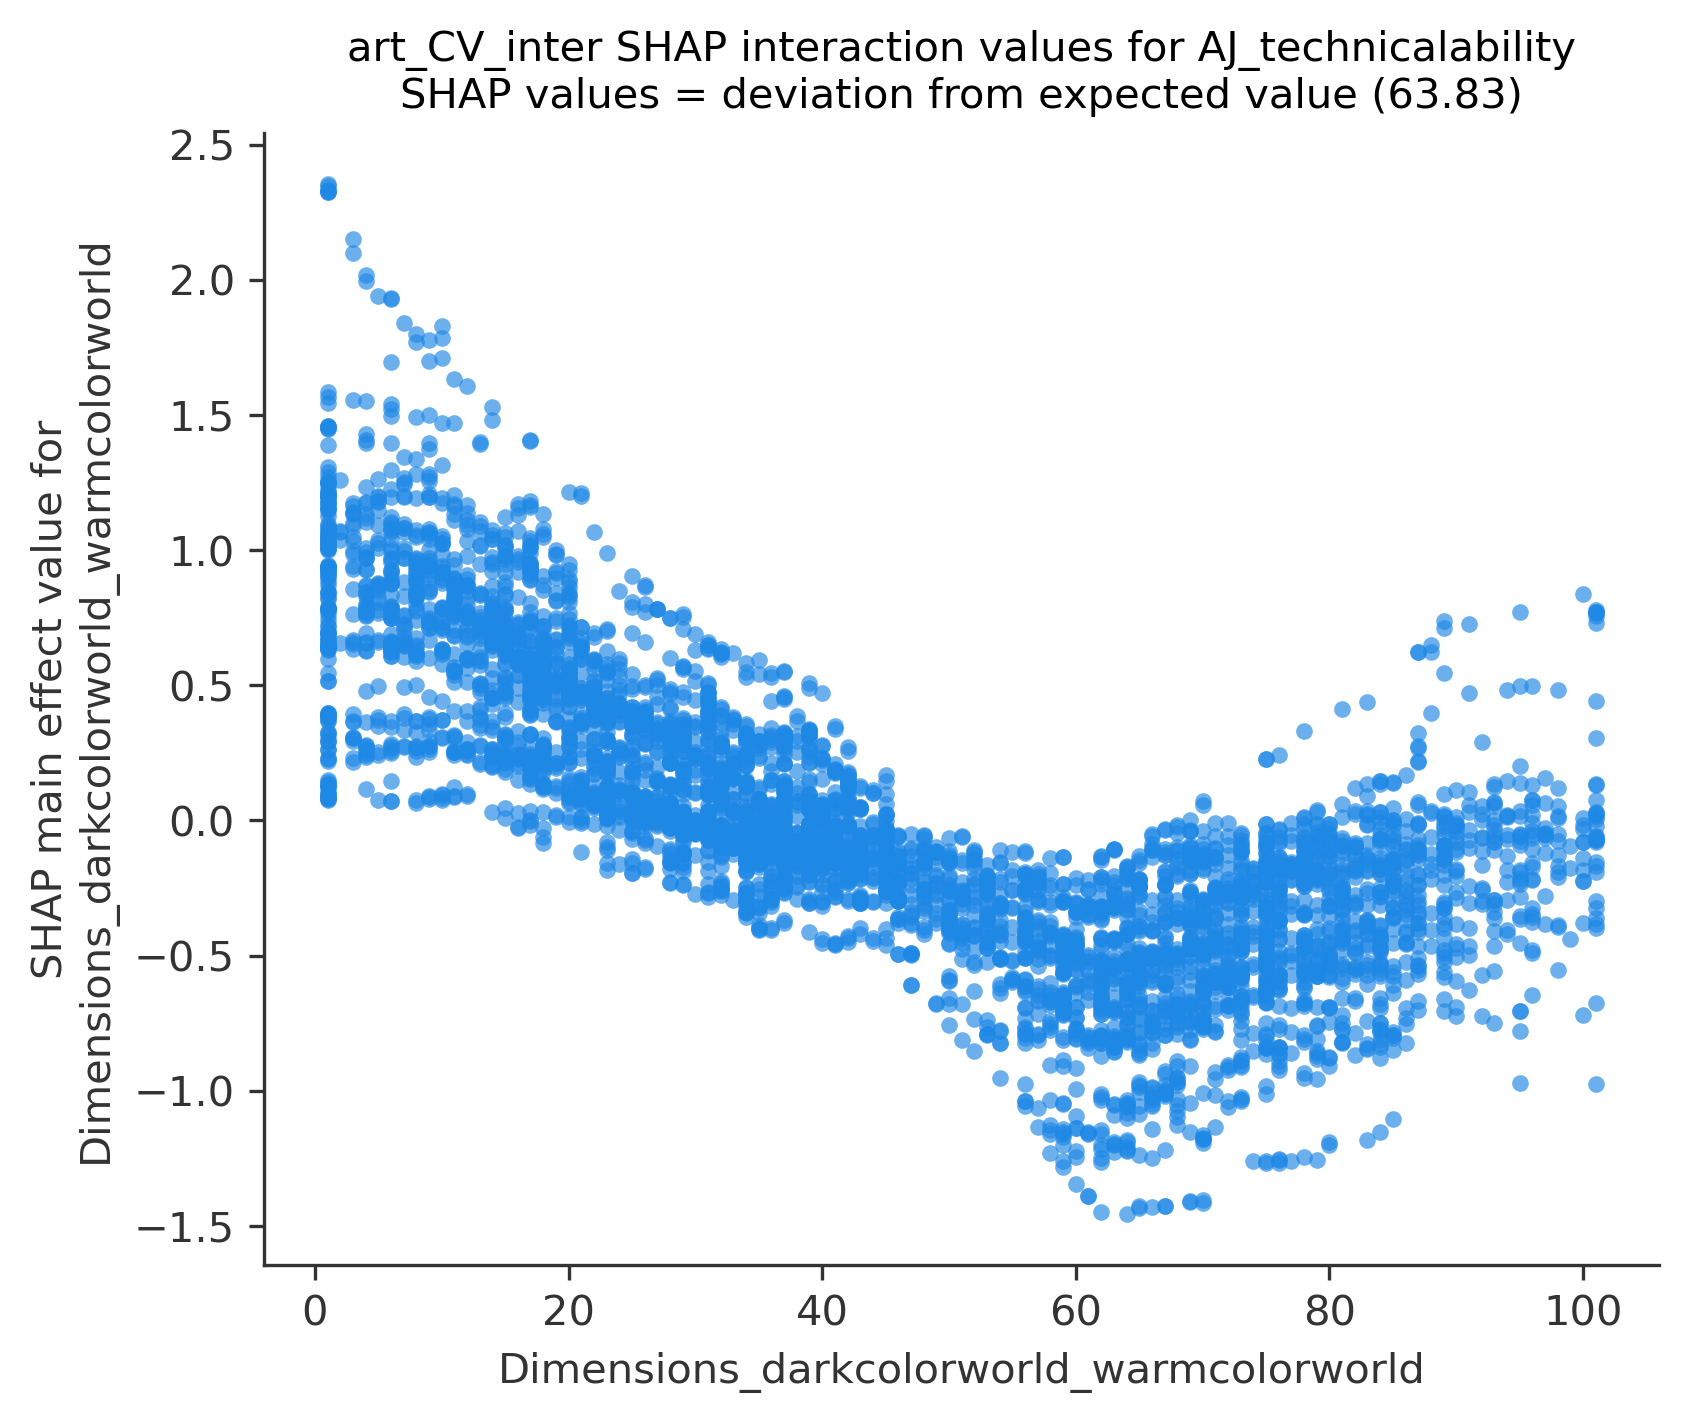 art_CV_inter SHAP interaction values for AJ_technicalability
SHAP values = deviation from expected value (63.83)
SHAP main effect value for
Dimensions_darkcolorworld_warmcolorworld
2.5
2.0
1.5
1.0
0.5
0.0
−0.5
−1.0
−1.5
0 20 40 60 80 100
Dimensions_darkcolorworld_warmcolorworld